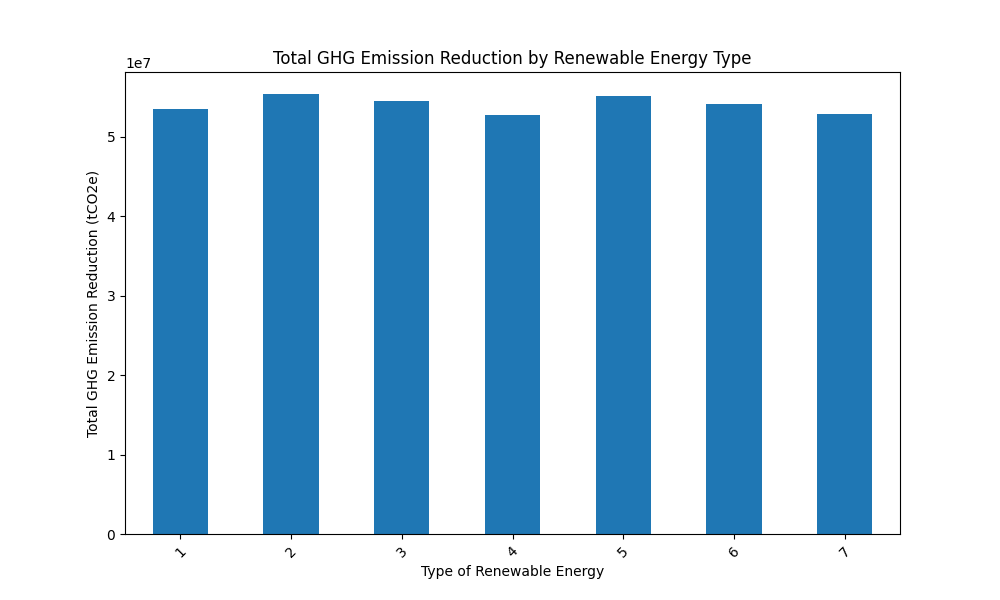 Total GHG Emission Reduction by Renewable Energy Type
1e7
Total GHG Emission Reduction (tCO2e)
5
4
3
2
1
0
1 2 3 4 5 6 7
Type of Renewable Energy